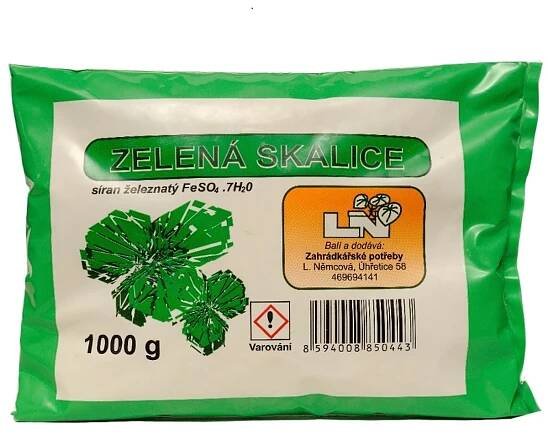 ZELENÁ SKALICE
síran železnatý FeSO₄ .7H₂0
LN
Balí a dodává:
Zahrádkářské potřeby
L. Němcová, Úhřetice 58
469694141
1000 g
Varování
8 594008 850443